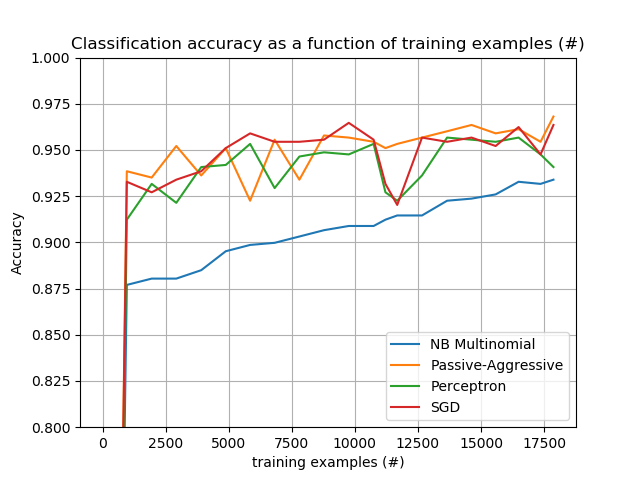 Classification accuracy as a function of training examples (#)
1.000
0.975
0.950
0.925
0.900
0.875
0.850
0.825
0.800
Accuracy
NB Multinomial
Passive-Aggressive
Perceptron
SGD
0 2500 5000 7500 10000 12500 15000 17500
training examples (#)